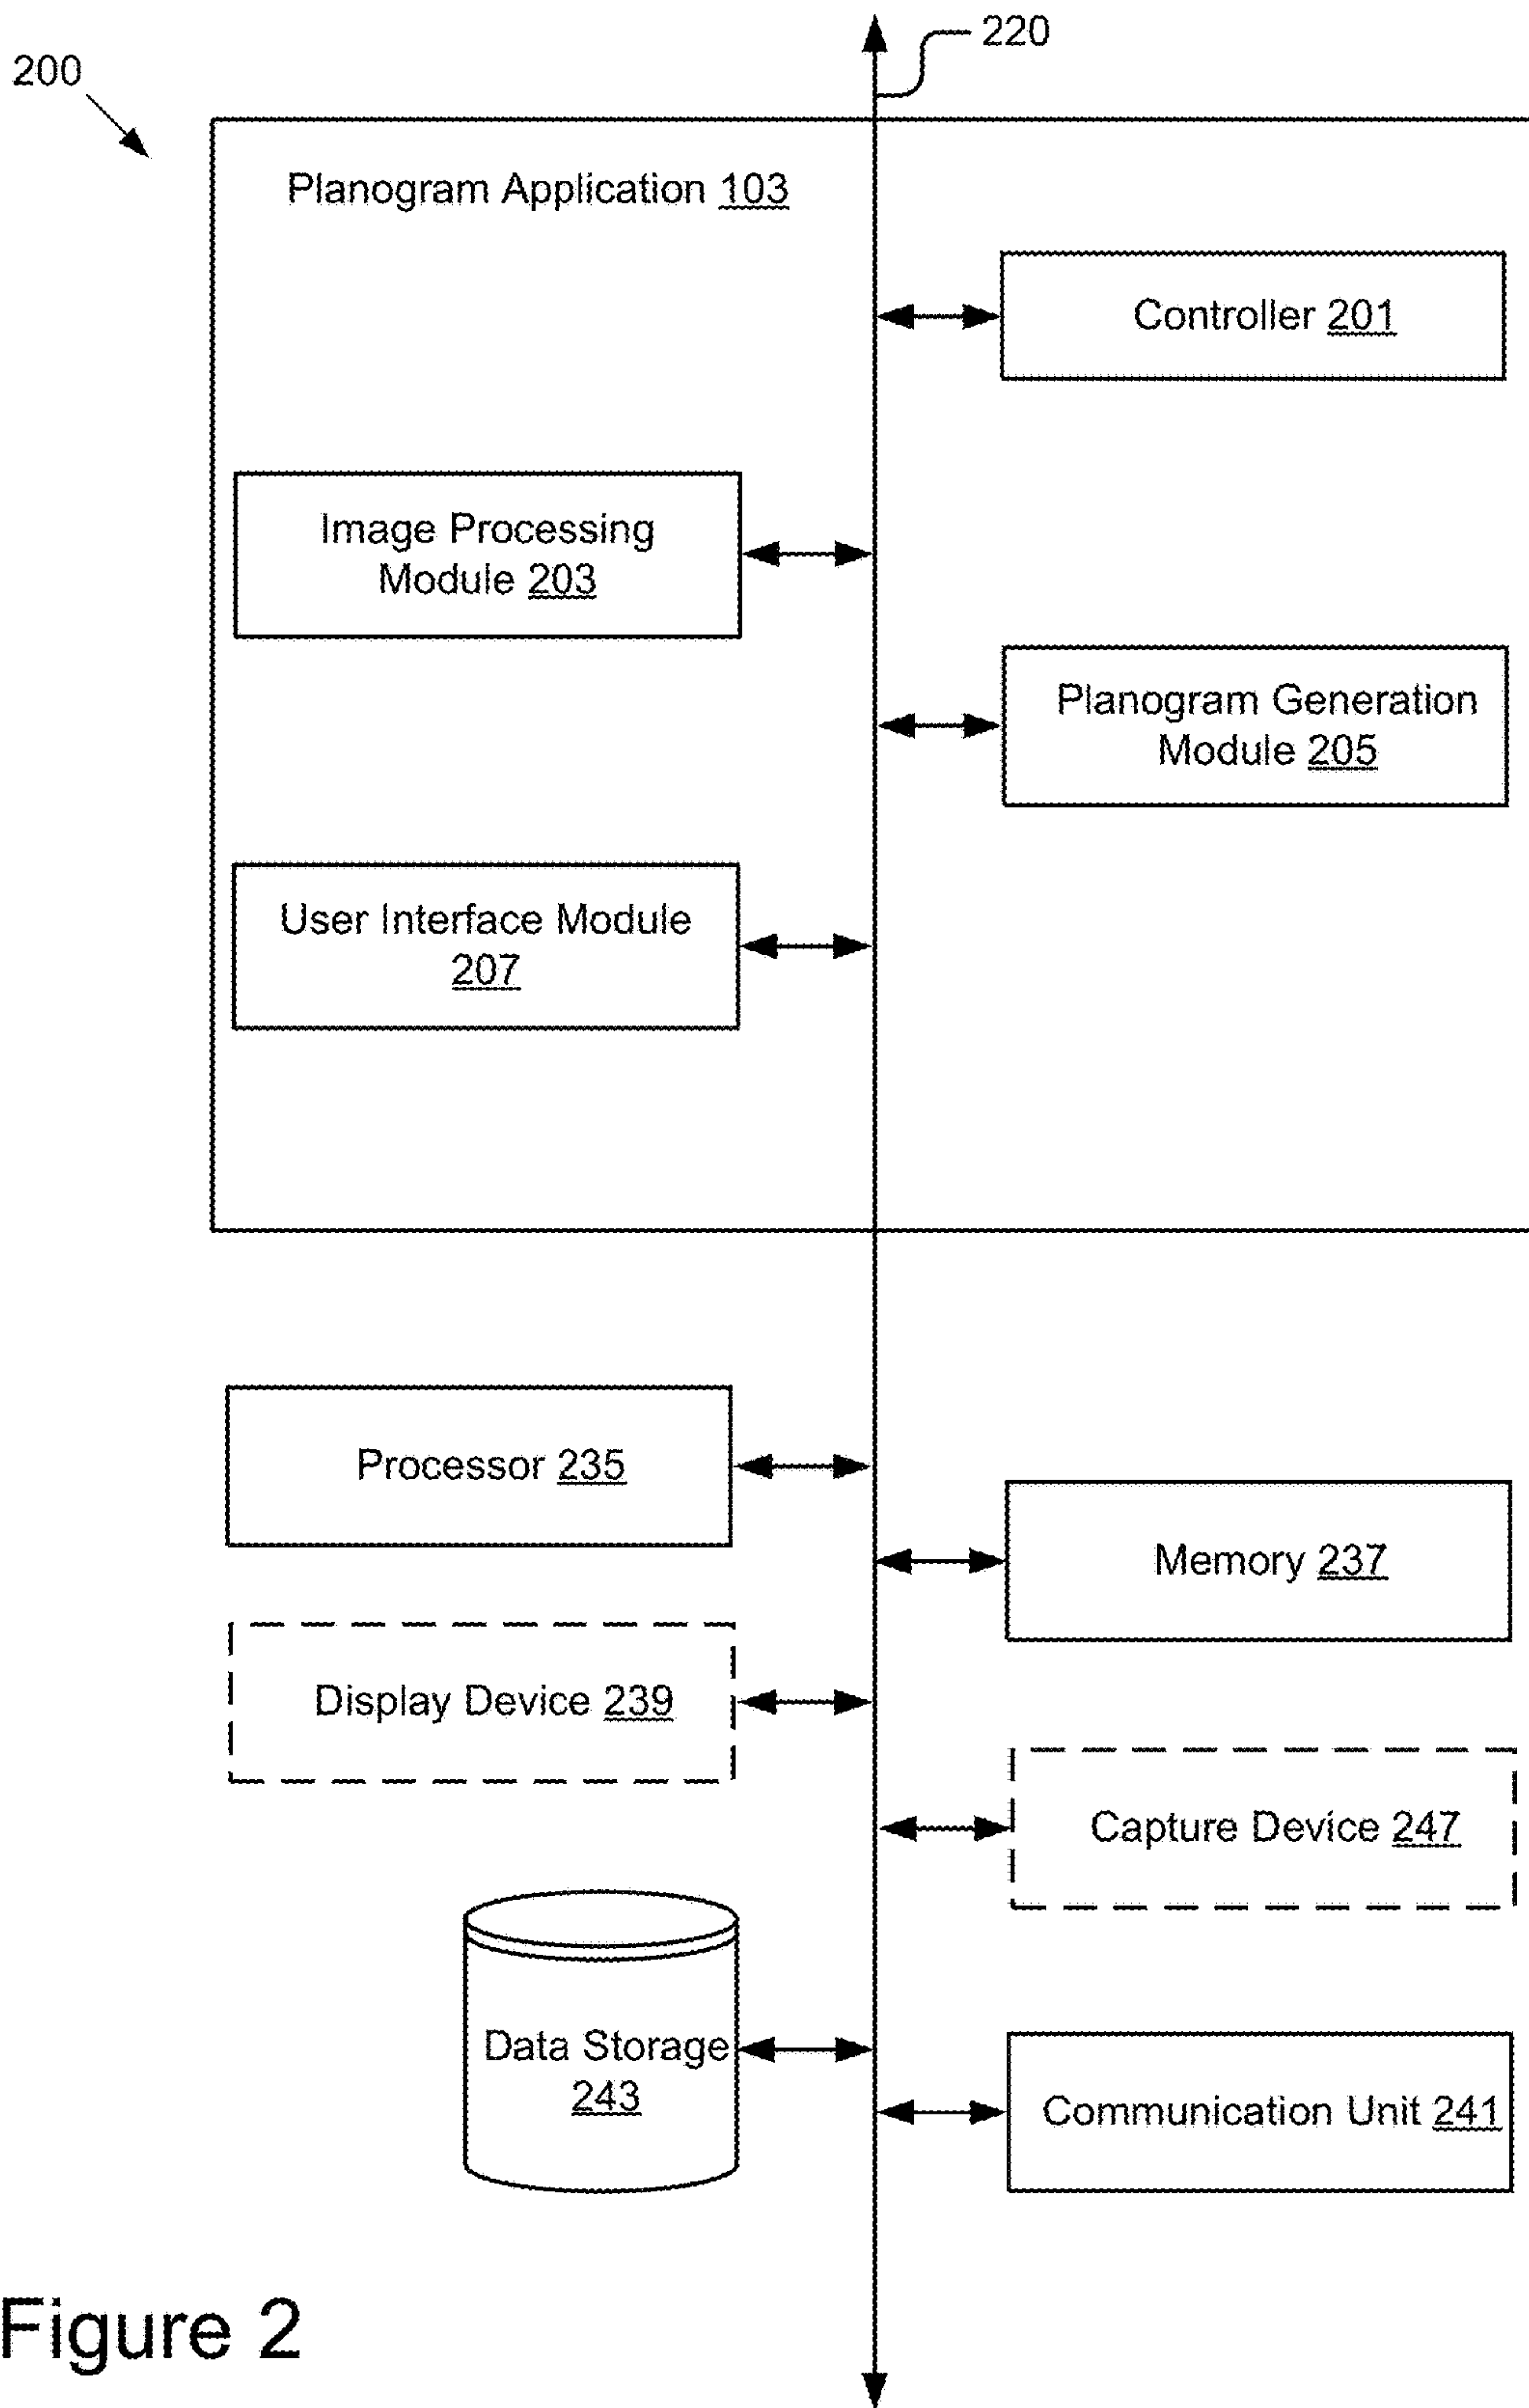 220
200
Planogram Application 103
Controller 201
Image Processing
Module 203
Planogram Generation
Module 205
User Interface Module
207
Processor 235
Memory 237
Display Device 239
Capture Device 247
Data Storage
243
Communication Unit 241
Figure 2